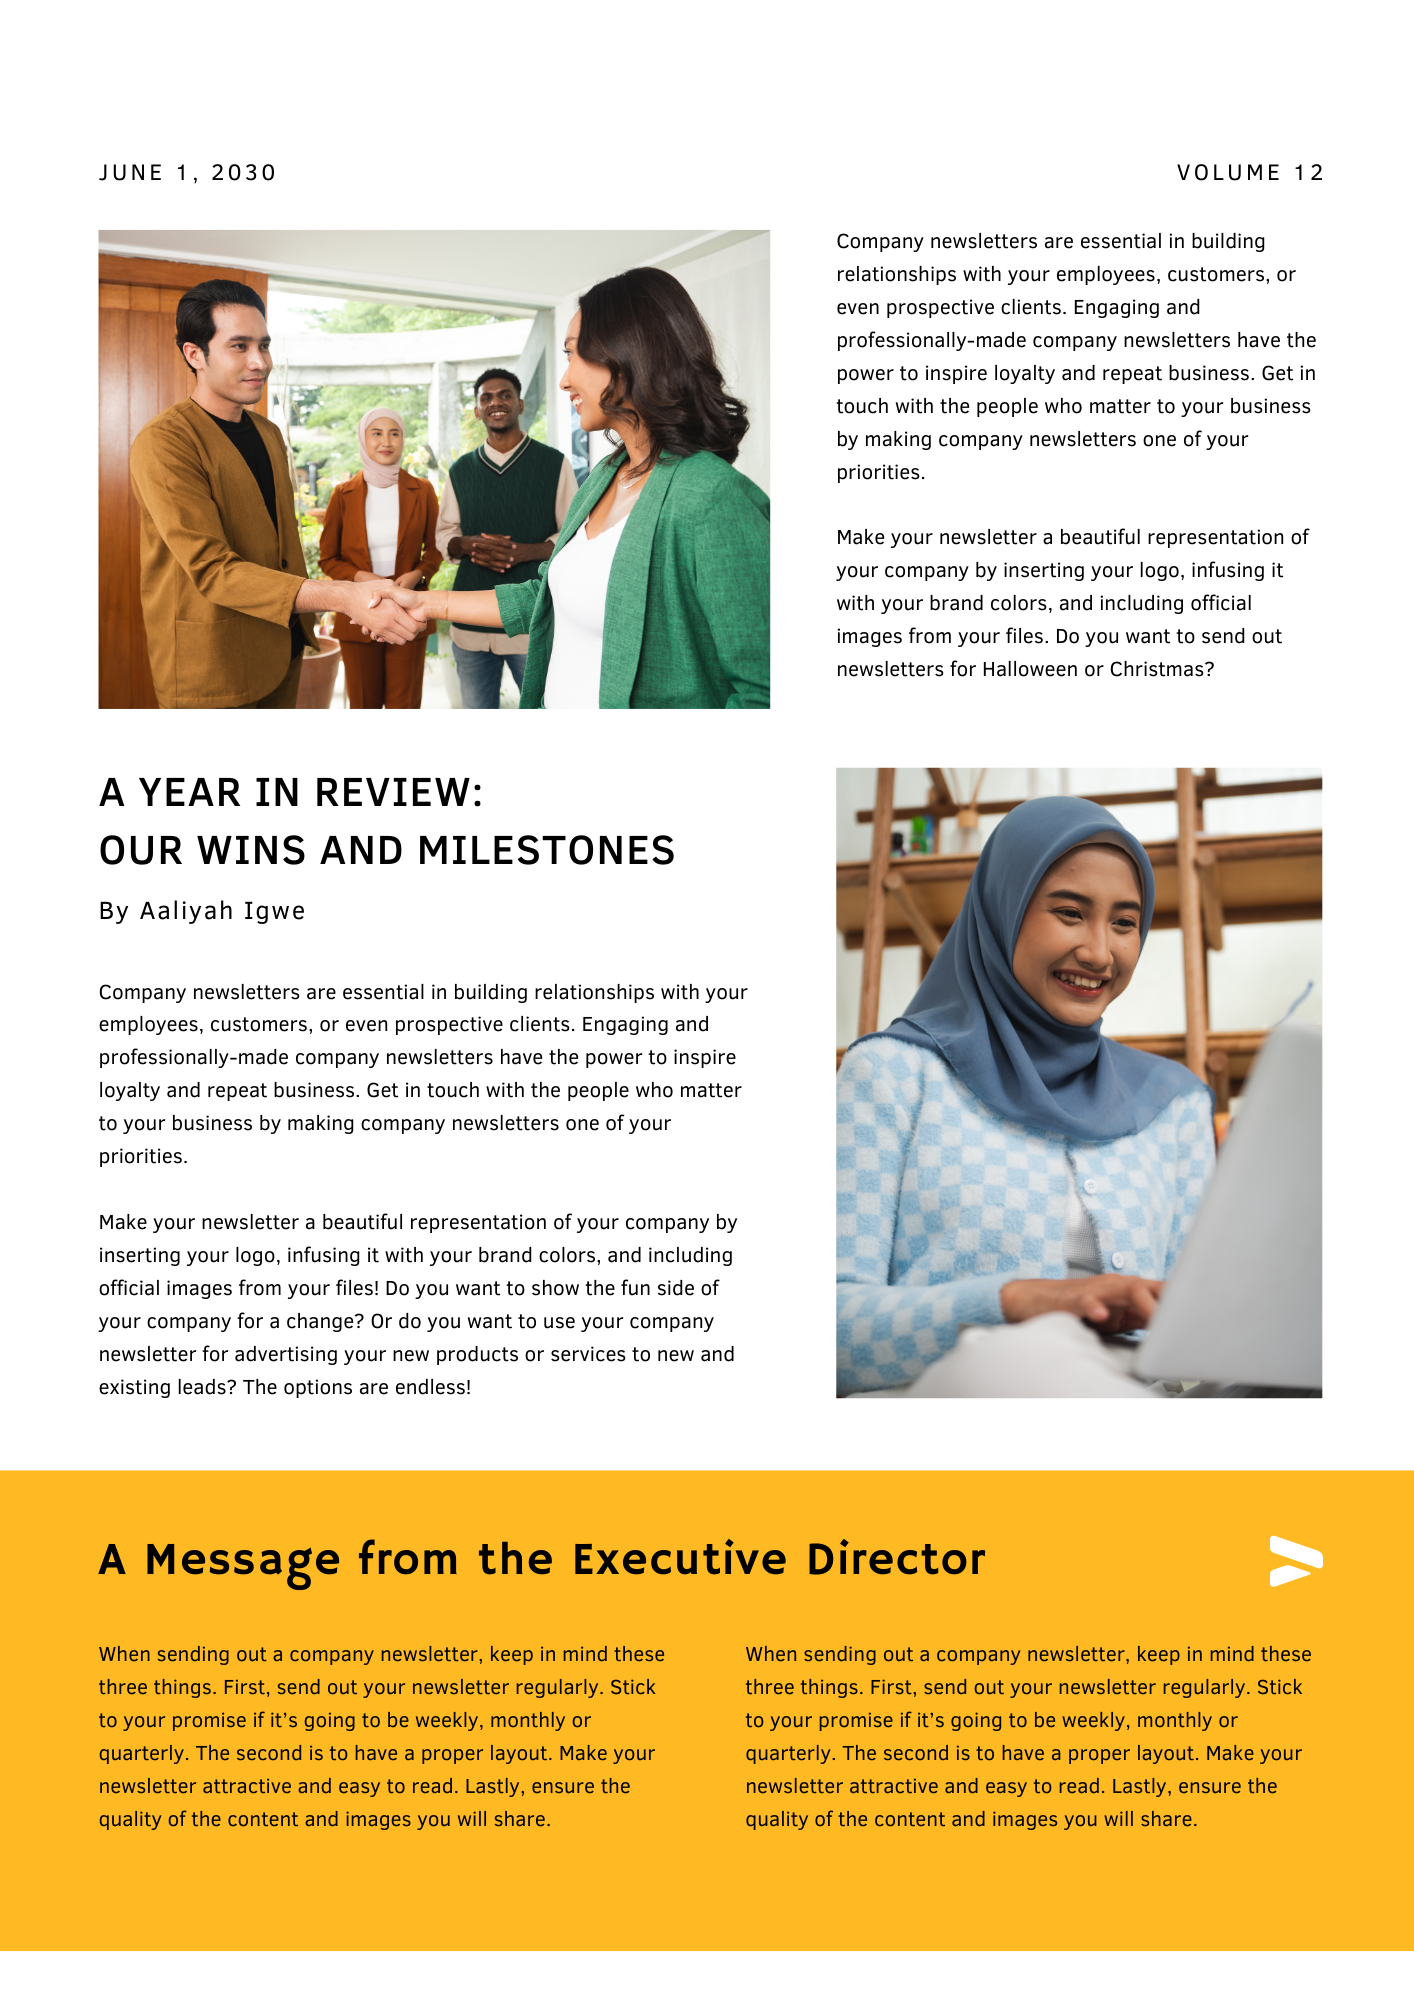 JUNE 1, 2030
VOLUME 12
Company newsletters are essential in building
relationships with your employees, customers, or
even prospective clients. Engaging and
professionally-made company newsletters have the
power to inspire loyalty and repeat business. Get in
touch with the people who matter to your business
by making company newsletters one of your
priorities.
Make your newsletter a beautiful representation of
your company by inserting your logo, infusing it
with your brand colors, and including official
images from your files. Do you want to send out
newsletters for Halloween or Christmas?
A YEAR IN REVIEW:
OUR WINS AND MILESTONES
By Aaliyah Igwe
Company newsletters are essential in building relationships with your
employees, customers, or even prospective clients. Engaging and
professionally-made company newsletters have the power to inspire
loyalty and repeat business. Get in touch with the people who matter
to your business by making company newsletters one of your
priorities.
Make your newsletter a beautiful representation of your company by
inserting your logo, infusing it with your brand colors, and including
official images from your files! Do you want to show the fun side of
your company for a change? Or do you want to use your company
newsletter for advertising your new products or services to new and
existing leads? The options are endless!
A Message from the Executive Director
When sending out a company newsletter, keep in mind these
three things. First, send out your newsletter regularly. Stick
to your promise if it’s going to be weekly, monthly or
quarterly. The second is to have a proper layout. Make your
newsletter attractive and easy to read. Lastly, ensure the
quality of the content and images you will share.
When sending out a company newsletter, keep in mind these
three things. First, send out your newsletter regularly. Stick
to your promise if it’s going to be weekly, monthly or
quarterly. The second is to have a proper layout. Make your
newsletter attractive and easy to read. Lastly, ensure the
quality of the content and images you will share.